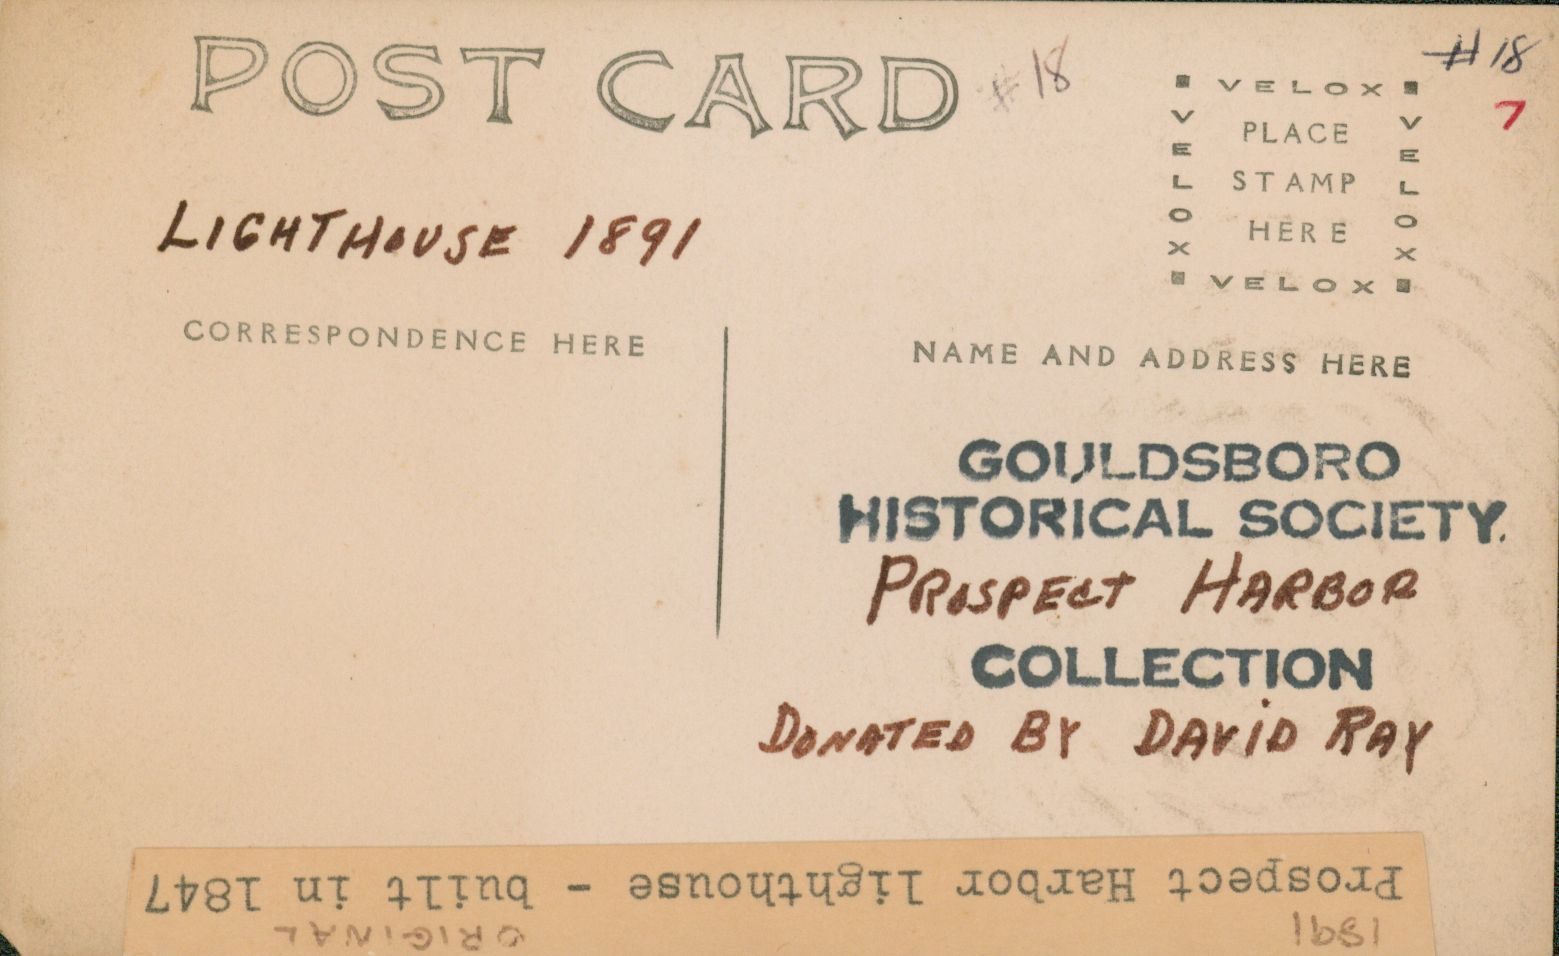 POST CARD
# 18
# 18
7
VELOX
VELOX
VELOX
VELOX
PLACE
STAMP
HERE
LIGHTHOUSE 1891
CORRESPONDENCE HERE
NAME AND ADDRESS HERE
GOULDSBORO
HISTORICAL SOCIETY.
PROSPECT HARBOR
COLLECTION
DONATED BY DAVID RAY
1891 ORIGINAL
Prospect Harbor lighthouse - built in 1847